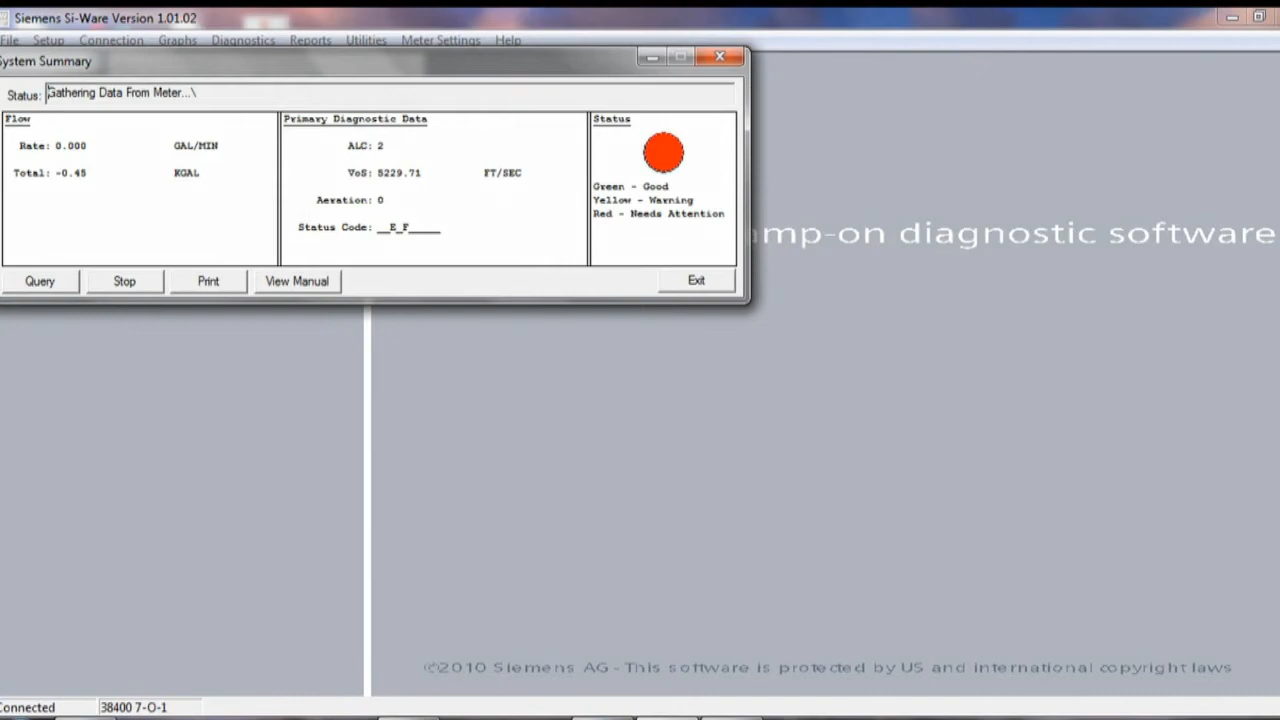 Siemens Si-Ware Version 1.01.02
File Setup Connection Graphs Diagnostics Reports Utilities Meter Settings Help
System Summary
Status: Gathering Data From Meter...\
Flow
Rate: 0.000 GAL/MIN
Total: -0.45 KGAL
Primary Diagnostic Data
ALC: 2
VoS: 5229.71 FT/SEC
Aeration: 0
Status Code: __E_F_____
Status
Green - Good
Yellow - Warning
Red - Needs Attention
Query Stop Print View Manual Exit
amp-on diagnostic software
©2010 Siemens AG - This software is protected by US and international copyright laws
Connected 38400 7-O-1